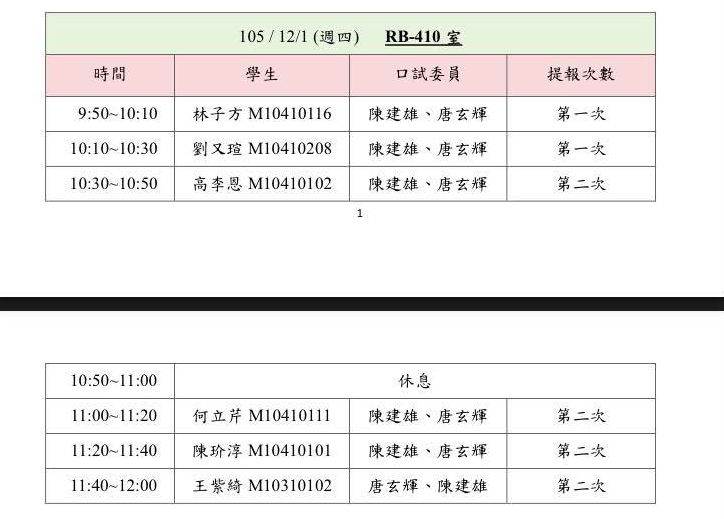 105 / 12/1 (週四) RB-410 室
時間 學生 口試委員 提報次數
9:50~10:10 林子方 M10410116 陳建雄、唐玄輝 第一次
10:10~10:30 劉又瑄 M10410208 陳建雄、唐玄輝 第一次
10:30~10:50 高李恩 M10410102 陳建雄、唐玄輝 第二次
1
10:50~11:00 休息
11:00~11:20 何立芹 M10410111 陳建雄、唐玄輝 第二次
11:20~11:40 陳玠淳 M10410101 陳建雄、唐玄輝 第二次
11:40~12:00 王紫綺 M10310102 唐玄輝、陳建雄 第二次